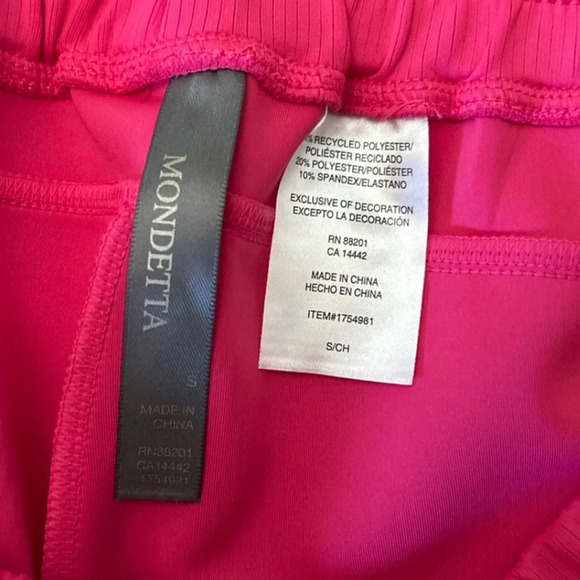 MONDETTA
S
MADE IN
CHINA
RN88201
CA14442
1754981
% RECYCLED POLYESTER/
POLIÉSTER RECICLADO
20% POLYESTER/POLIÉSTER
10% SPANDEX/ELASTANO
EXCLUSIVE OF DECORATION
EXCEPTO LA DECORACIÓN
RN 88201
CA 14442
MADE IN CHINA
HECHO EN CHINA
ITEM#1754981
S/CH